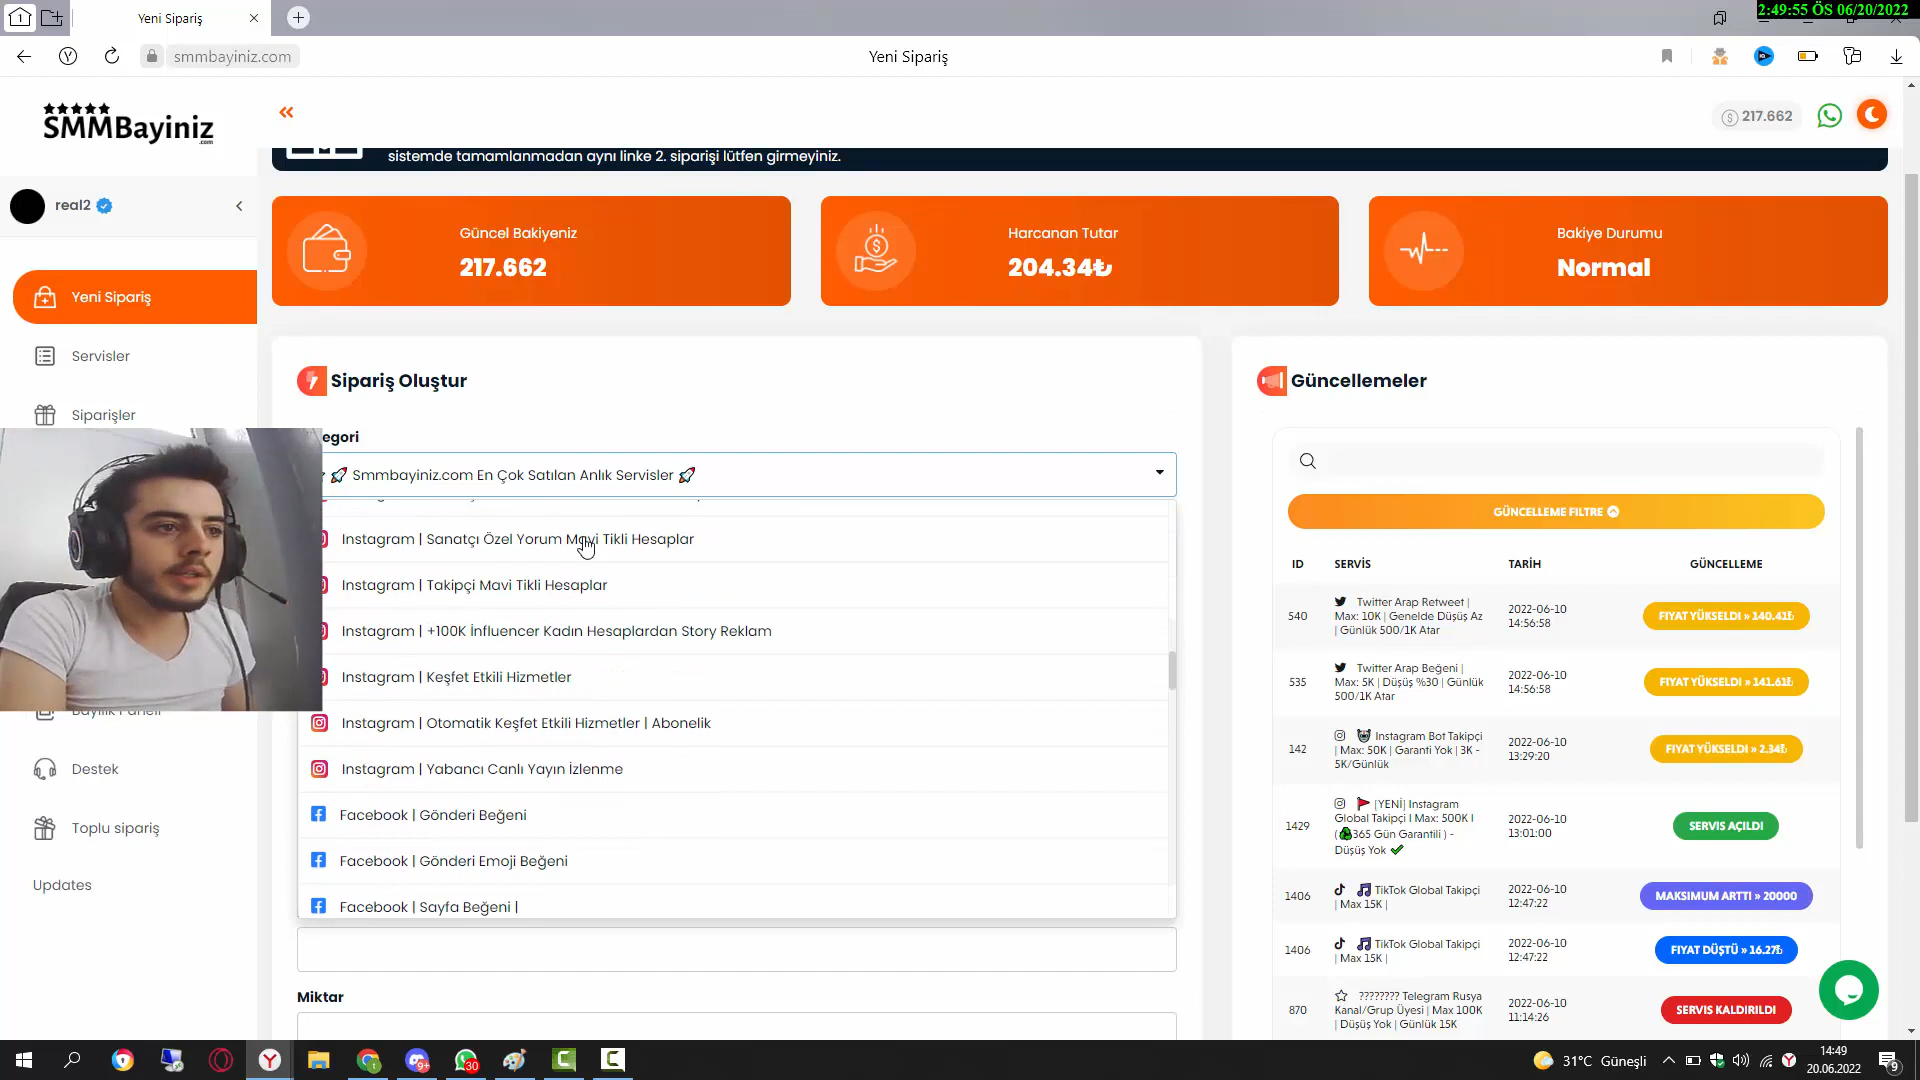 Yeni Sipariş
2:49:55 ÖS 06/20/2022
smmbayiniz.com
Yeni Sipariş
SMMBayiniz
.com
217.662
sistemde tamamlanmadan aynı linke 2. siparişi lütfen girmeyiniz.
real2
Güncel Bakiyeniz
217.662
Harcanan Tutar
204.34₺
Bakiye Durumu
Normal
Yeni Sipariş
Servisler
Siparişler
Bayilik Paneli
Destek
Toplu sipariş
Updates
Sipariş Oluştur
egori
🚀 Smmbayiniz.com En Çok Satılan Anlık Servisler 🚀
Instagram | Sanatçı Özel Yorum Mavi Tikli Hesaplar
Instagram | Takipçi Mavi Tikli Hesaplar
Instagram | +100K İnfluencer Kadın Hesaplardan Story Reklam
Instagram | Keşfet Etkili Hizmetler
Instagram | Otomatik Keşfet Etkili Hizmetler | Abonelik
Instagram | Yabancı Canlı Yayın İzlenme
Facebook | Gönderi Beğeni
Facebook | Gönderi Emoji Beğeni
Facebook | Sayfa Beğeni |
Miktar
Güncellemeler
GÜNCELLEME FILTRE
ID SERVİS TARİH GÜNCELLEME
540
Twitter Arap Retweet |
Max: 10K | Genelde Düşüş Az
| Günlük 500/1K Atar
2022-06-10
14:56:58
FIYAT YÜKSELDI » 140.41₺
535
Twitter Arap Beğeni |
Max: 5K | Düşüş %30 | Günlük
500/1K Atar
2022-06-10
14:56:58
FIYAT YÜKSELDI » 141.61₺
142
Instagram Bot Takipçi
| Max: 50K | Garanti Yok | 3K -
5K/Günlük
2022-06-10
13:29:20
FIYAT YÜKSELDI » 2.34₺
1429
[YENİ] Instagram
Global Takipçi I Max: 500K I
(♻365 Gün Garantili ) -
Düşüş Yok ✔
2022-06-10
13:01:00
SERVIS AÇILDI
1406
TikTok Global Takipçi
| Max 15K |
2022-06-10
12:47:22
MAKSIMUM ARTTI » 20000
1406
TikTok Global Takipçi
| Max 15K |
2022-06-10
12:47:22
FIYAT DÜŞTÜ » 16.27₺
870
???????? Telegram Rusya
Kanal/Grup Üyesi | Max 100K
| Düşüş Yok | Günlük 15K
2022-06-10
11:14:26
SERVIS KALDIRILDI
31°C Güneşli
14:49
20.06.2022